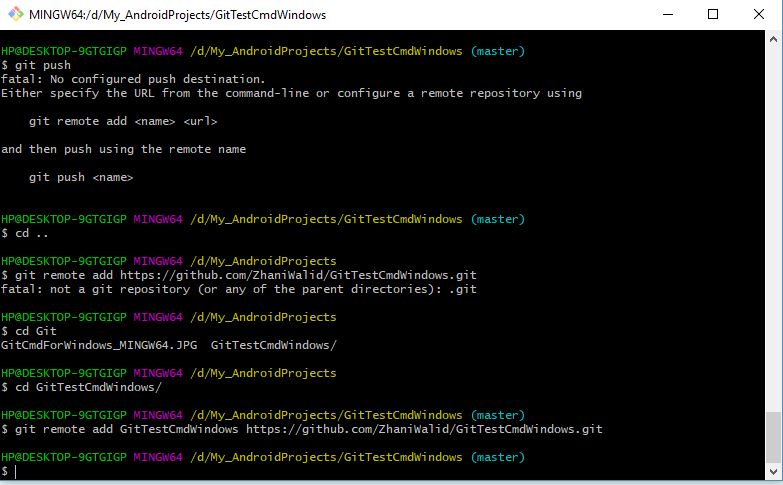 MINGW64:/d/My_AndroidProjects/GitTestCmdWindows
HP@DESKTOP-9GTGIGP MINGW64 /d/My_AndroidProjects/GitTestCmdWindows (master)
$ git push
fatal: No configured push destination.
Either specify the URL from the command-line or configure a remote repository using
git remote add <name> <url>
and then push using the remote name
git push <name>
HP@DESKTOP-9GTGIGP MINGW64 /d/My_AndroidProjects/GitTestCmdWindows (master)
$ cd ..
HP@DESKTOP-9GTGIGP MINGW64 /d/My_AndroidProjects
$ git remote add https://github.com/ZhaniWalid/GitTestCmdWindows.git
fatal: not a git repository (or any of the parent directories): .git
HP@DESKTOP-9GTGIGP MINGW64 /d/My_AndroidProjects
$ cd Git
GitCmdForWindows_MINGW64.JPG  GitTestCmdWindows/
HP@DESKTOP-9GTGIGP MINGW64 /d/My_AndroidProjects
$ cd GitTestCmdWindows/
HP@DESKTOP-9GTGIGP MINGW64 /d/My_AndroidProjects/GitTestCmdWindows (master)
$ git remote add GitTestCmdWindows https://github.com/ZhaniWalid/GitTestCmdWindows.git
HP@DESKTOP-9GTGIGP MINGW64 /d/My_AndroidProjects/GitTestCmdWindows (master)
$